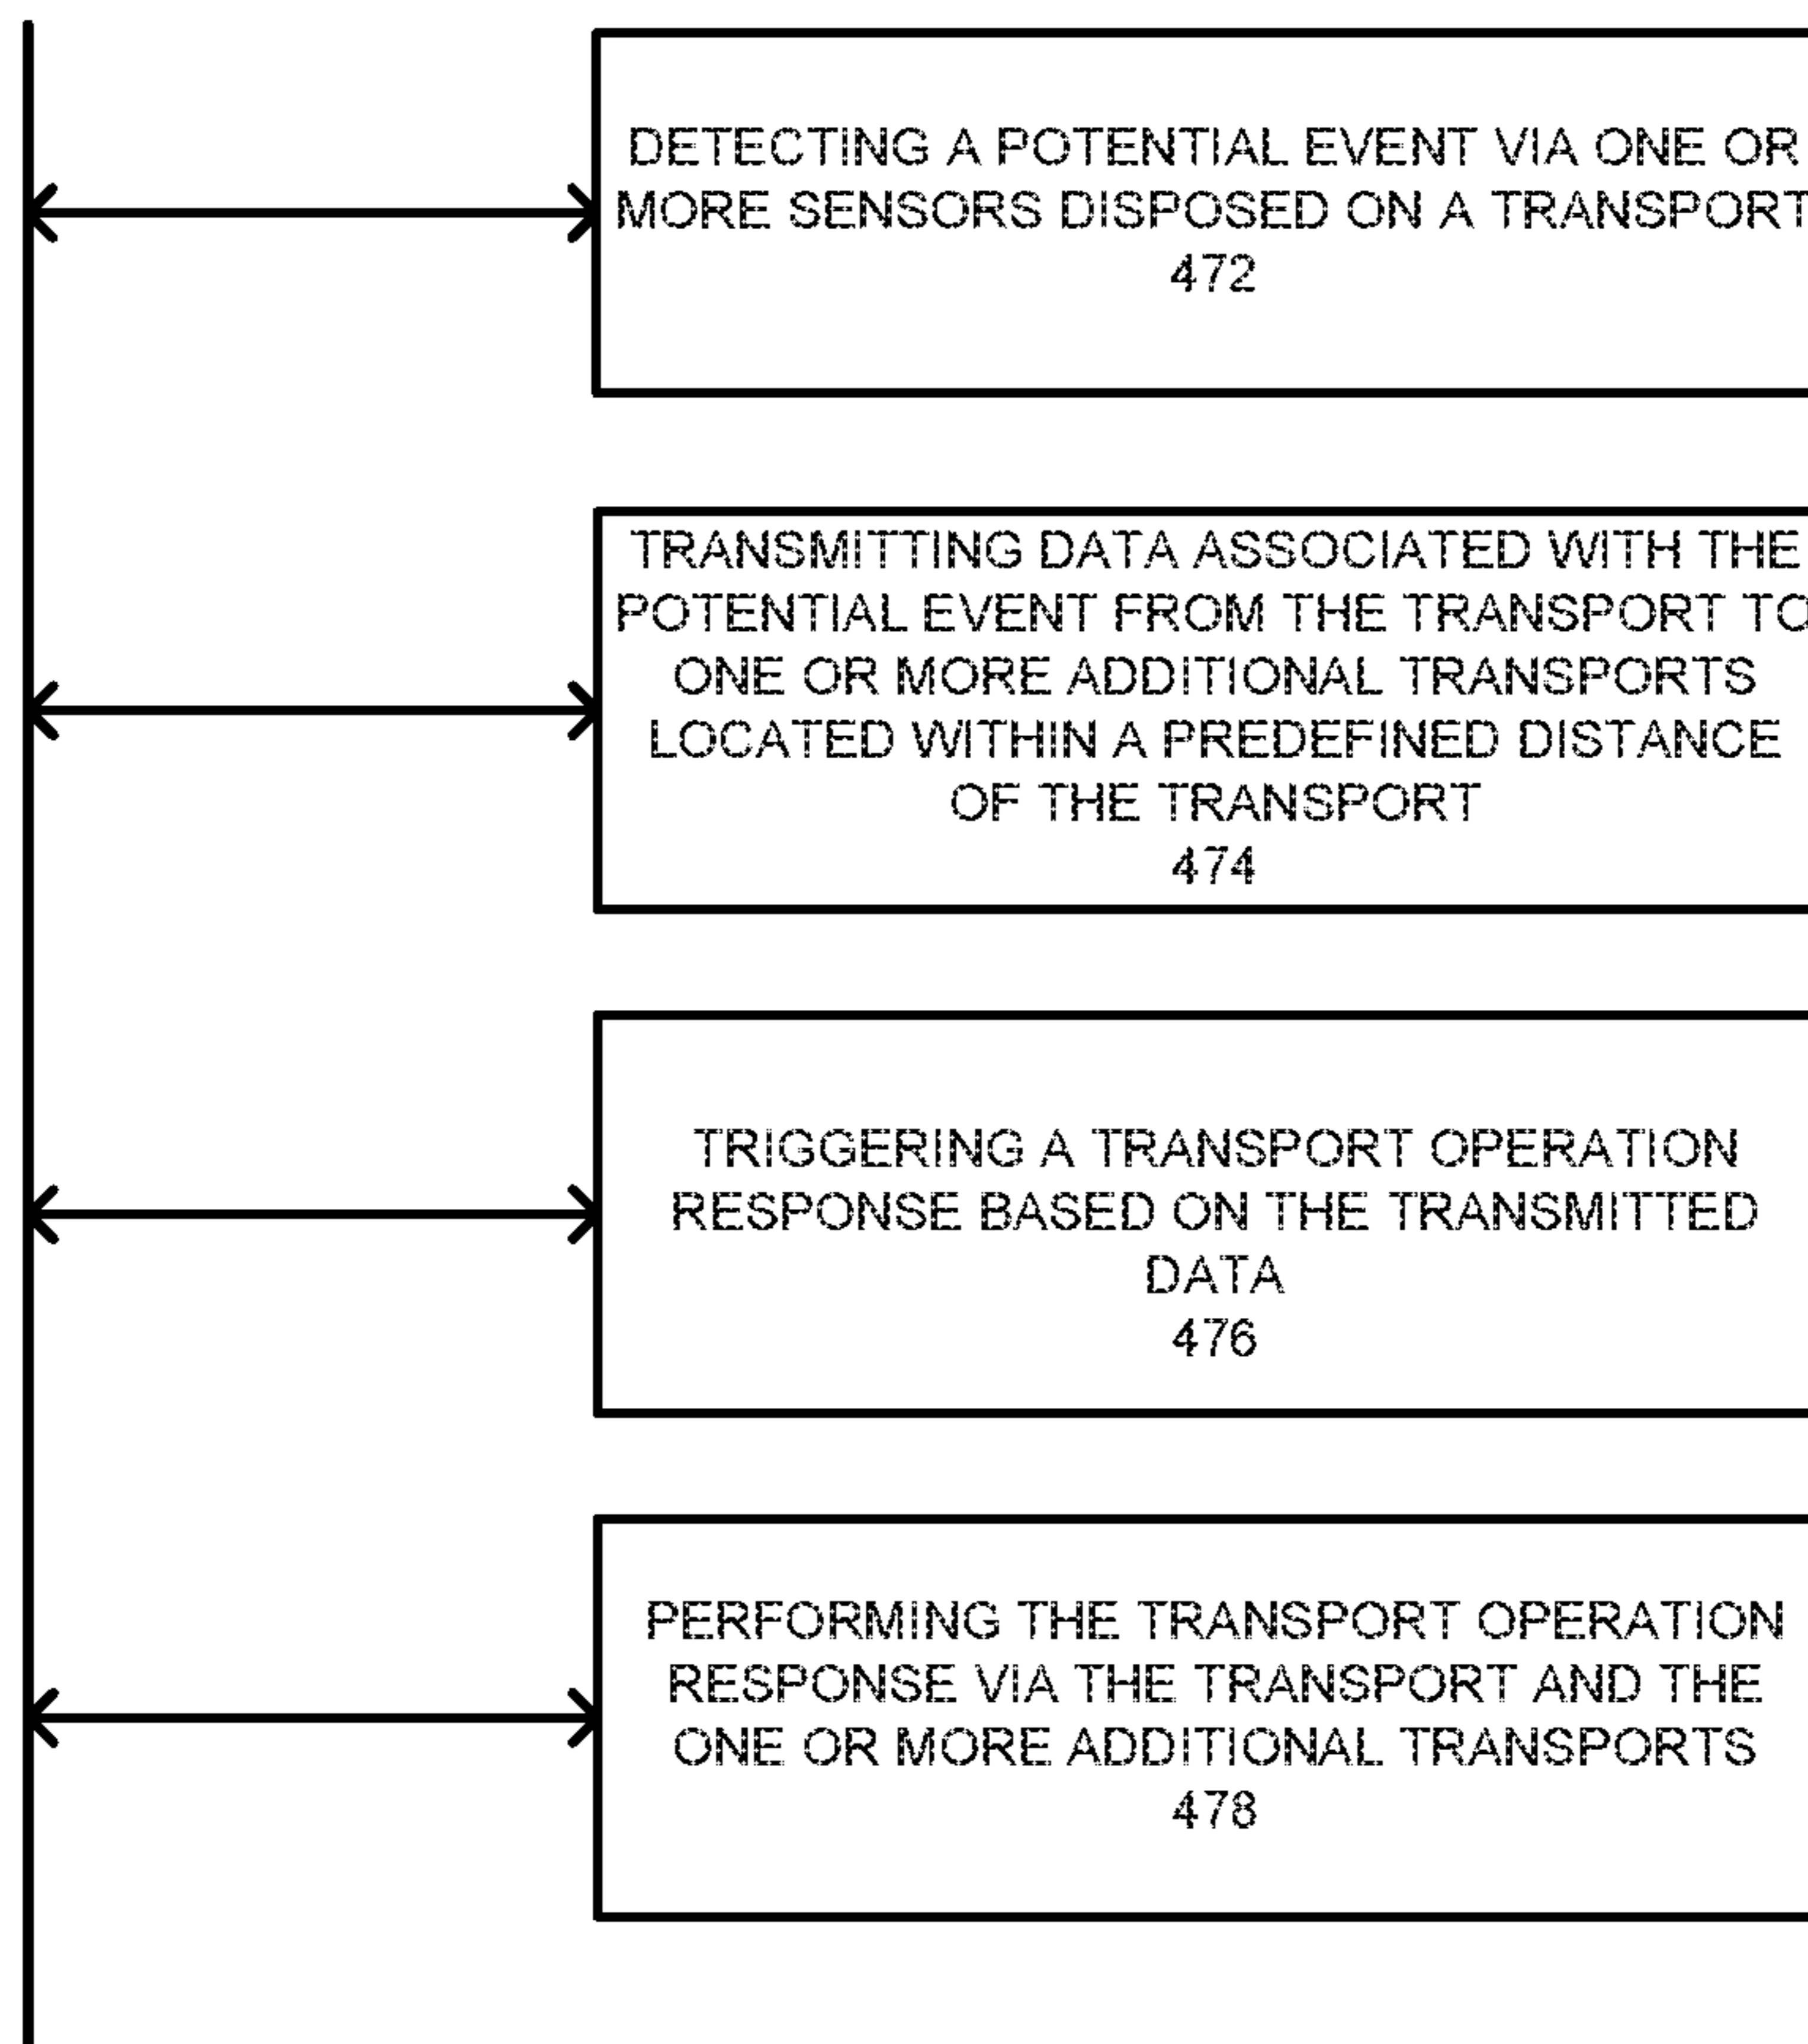 DETECTING A POTENTIAL EVENT VIA ONE OR
MORE SENSORS DISPOSED ON A TRANSPORT
472
TRANSMITTING DATA ASSOCIATED WITH THE
POTENTIAL EVENT FROM THE TRANSPORT TO
ONE OR MORE ADDITIONAL TRANSPORTS
LOCATED WITHIN A PREDEFINED DISTANCE
OF THE TRANSPORT
474
TRIGGERING A TRANSPORT OPERATION
RESPONSE BASED ON THE TRANSMITTED
DATA
476
PERFORMING THE TRANSPORT OPERATION
RESPONSE VIA THE TRANSPORT AND THE
ONE OR MORE ADDITIONAL TRANSPORTS
478